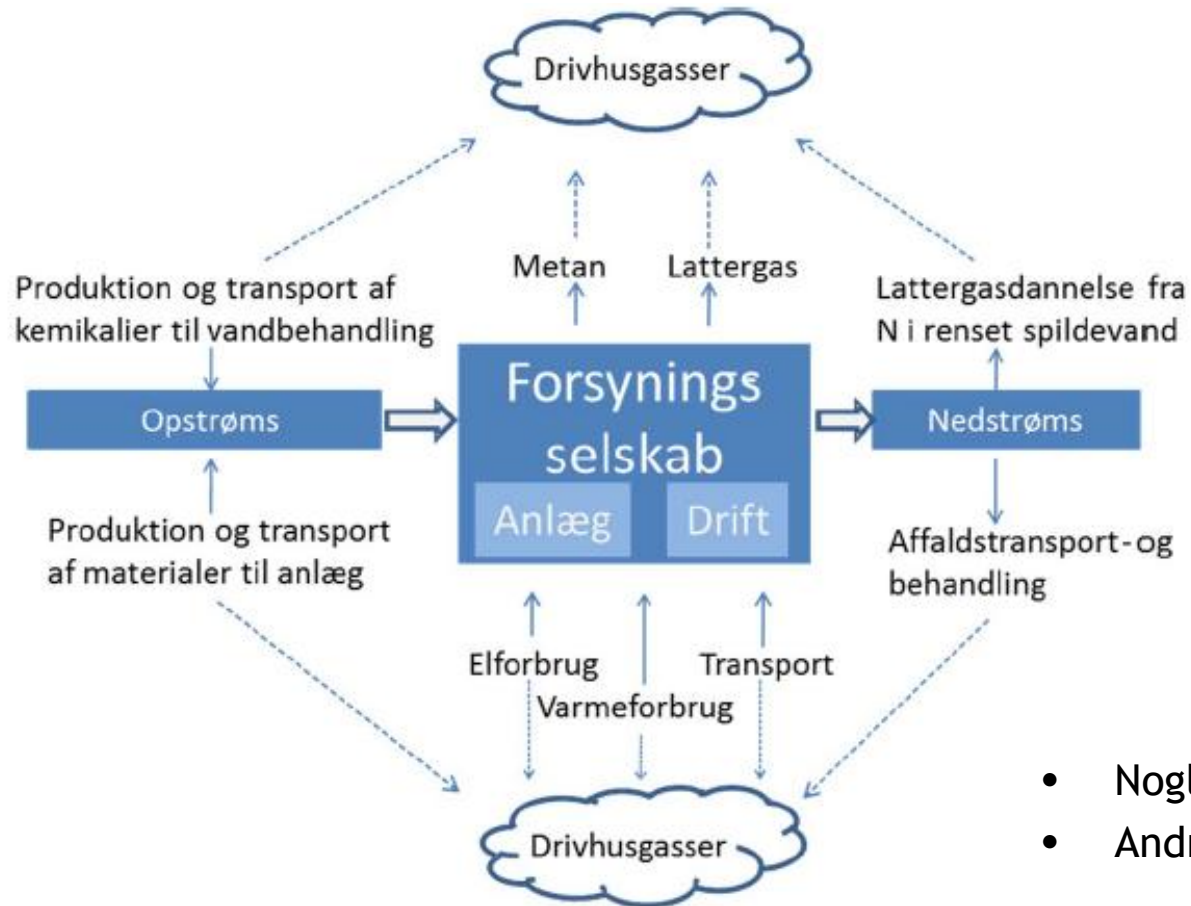 Drivhusgasser
Metan
Lattergas
Produktion og transport af
kemikalier til vandbehandling
Lattergasdannelse fra
N i renset spildevand
Opstrøms
Forsynings
selskab
Anlæg
Drift
Nedstrøms
Produktion og transport
af materialer til anlæg
Affaldstransport-og
behandling
Elforbrug
Varmeforbrug
Transport
Drivhusgasser